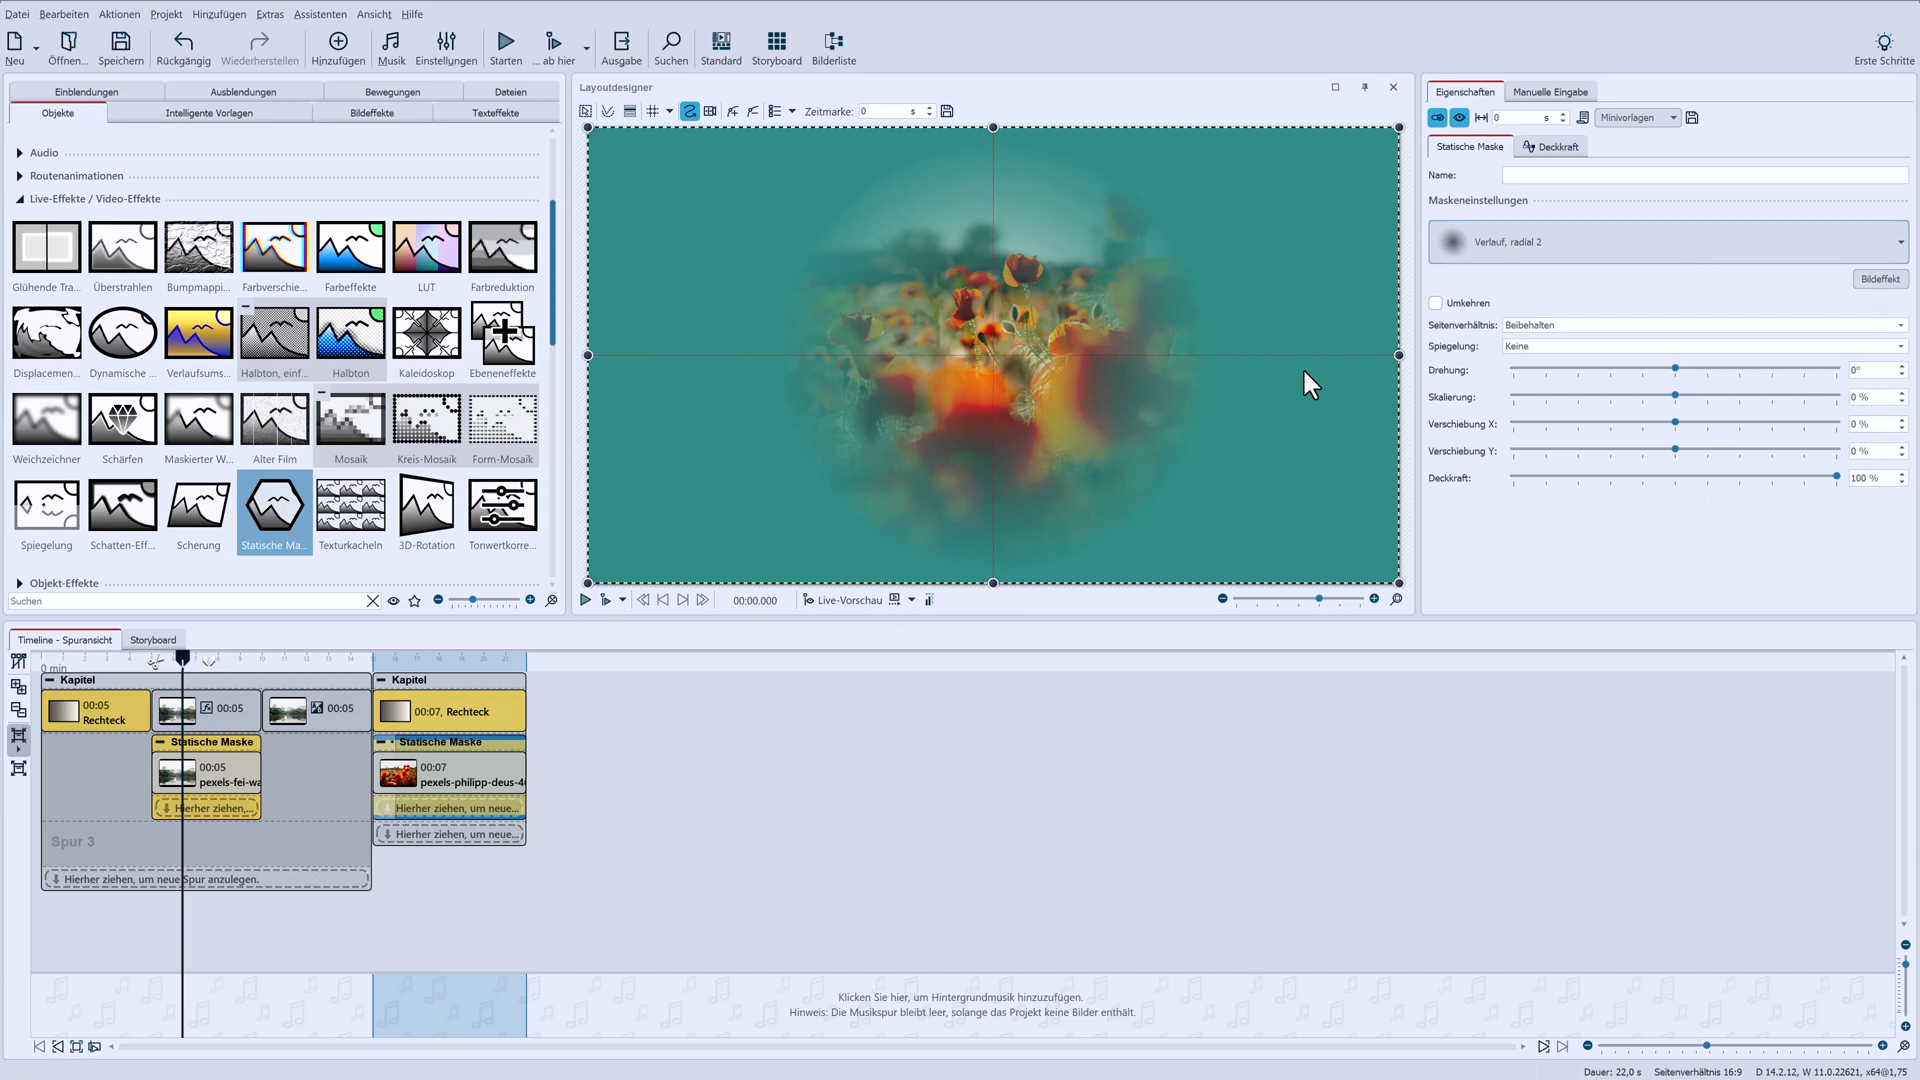 Datei Bearbeiten Aktionen Projekt Hinzufügen Extras Assistenten Ansicht Hilfe
Neu Öffnen... Speichern Rückgängig Wiederherstellen Hinzufügen Musik Einstellungen Starten ... ab hier Ausgabe Suchen Standard Storyboard Bilderliste Erste Schritte
Einblendungen Ausblendungen Bewegungen Dateien
Objekte Intelligente Vorlagen Bildeffekte Texteffekte
Audio
Routenanimationen
Live-Effekte / Video-Effekte
Glühende Tra... Überstrahlen Bumpmappi... Farbverschie... Farbeffekte LUT Farbreduktion
Displacemen... Dynamische ... Verlaufsums... Halbton, einf... Halbton Kaleidoskop Ebeneneffekte
Weichzeichner Schärfen Maskierter W... Alter Film Mosaik Kreis-Mosaik Form-Mosaik
Spiegelung Schatten-Eff... Scherung Statische Ma... Texturkacheln 3D-Rotation Tonwertkorre...
Objekt-Effekte
Suchen
Layoutdesigner
Zeitmarke: 0 s
00:00.000 Live-Vorschau
Eigenschaften Manuelle Eingabe
0 s Minivorlagen
Statische Maske Deckkraft
Name:
Maskeneinstellungen
Verlauf, radial 2
Bildeffekt
Umkehren
Seitenverhältnis: Beibehalten
Spiegelung: Keine
Drehung: 0°
Skalierung: 0 %
Verschiebung X: 0 %
Verschiebung Y: 0 %
Deckkraft: 100 %
Timeline - Spuransicht Storyboard
0 min
Kapitel Kapitel
00:05 Rechteck
00:05
00:05
00:07, Rechteck
Statische Maske Statische Maske
00:05
pexels-fei-wa
00:07
pexels-philipp-deus-4
Hierher ziehen,... Hierher ziehen, um neue...
Hierher ziehen, um neue...
Spur 3
Hierher ziehen, um neue Spur anzulegen.
Klicken Sie hier, um Hintergrundmusik hinzuzufügen.
Hinweis: Die Musikspur bleibt leer, solange das Projekt keine Bilder enthält.
Dauer: 22,0 s Seitenverhältnis 16:9 D 14.2.12, W 11.0.22621, x64@1,75